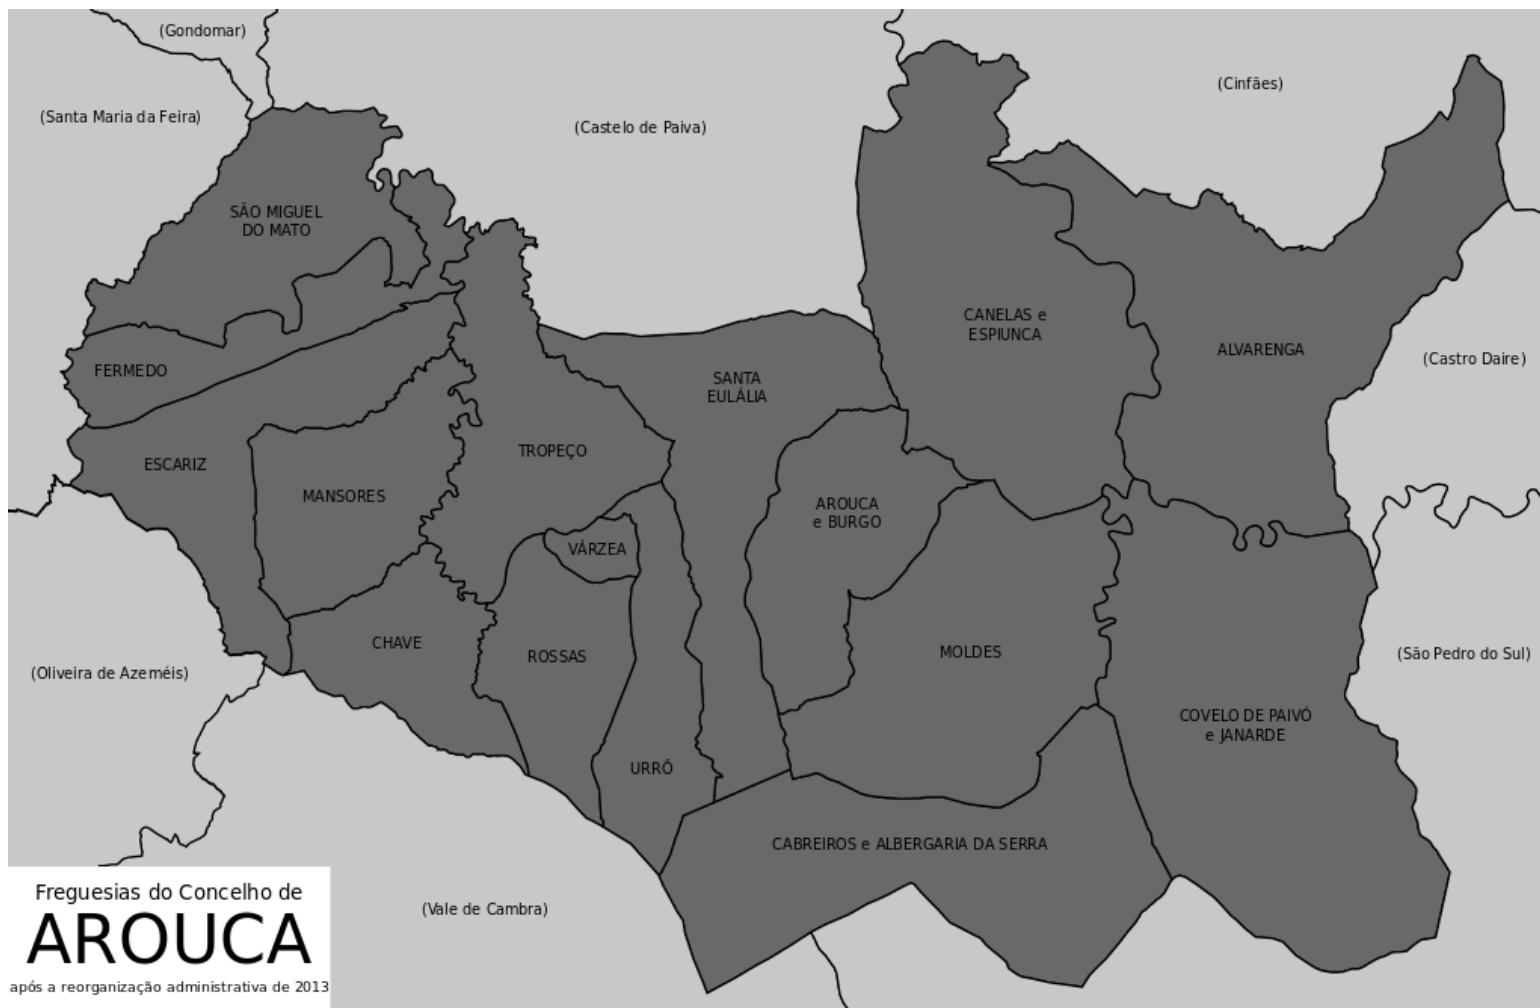 (Gondomar)
(Santa Maria da Feira)
(Castelo de Paiva)
(Cinfães)
SÃO MIGUEL
DO MATO
CANELAS e
ESPIUNCA
ALVARENGA
(Castro Daire)
FERMEDO
SANTA
EULÁLIA
ESCARIZ
TROPEÇO
MANSORES
AROUCA
e BURGO
VÁRZEA
CHAVE
ROSSAS
MOLDES
(São Pedro do Sul)
(Oliveira de Azeméis)
COVELO DE PAIVÓ
e JANARDE
URRÔ
CABREIROS e ALBERGARIA DA SERRA
(Vale de Cambra)
Freguesias do Concelho de
AROUCA
após a reorganização administrativa de 2013